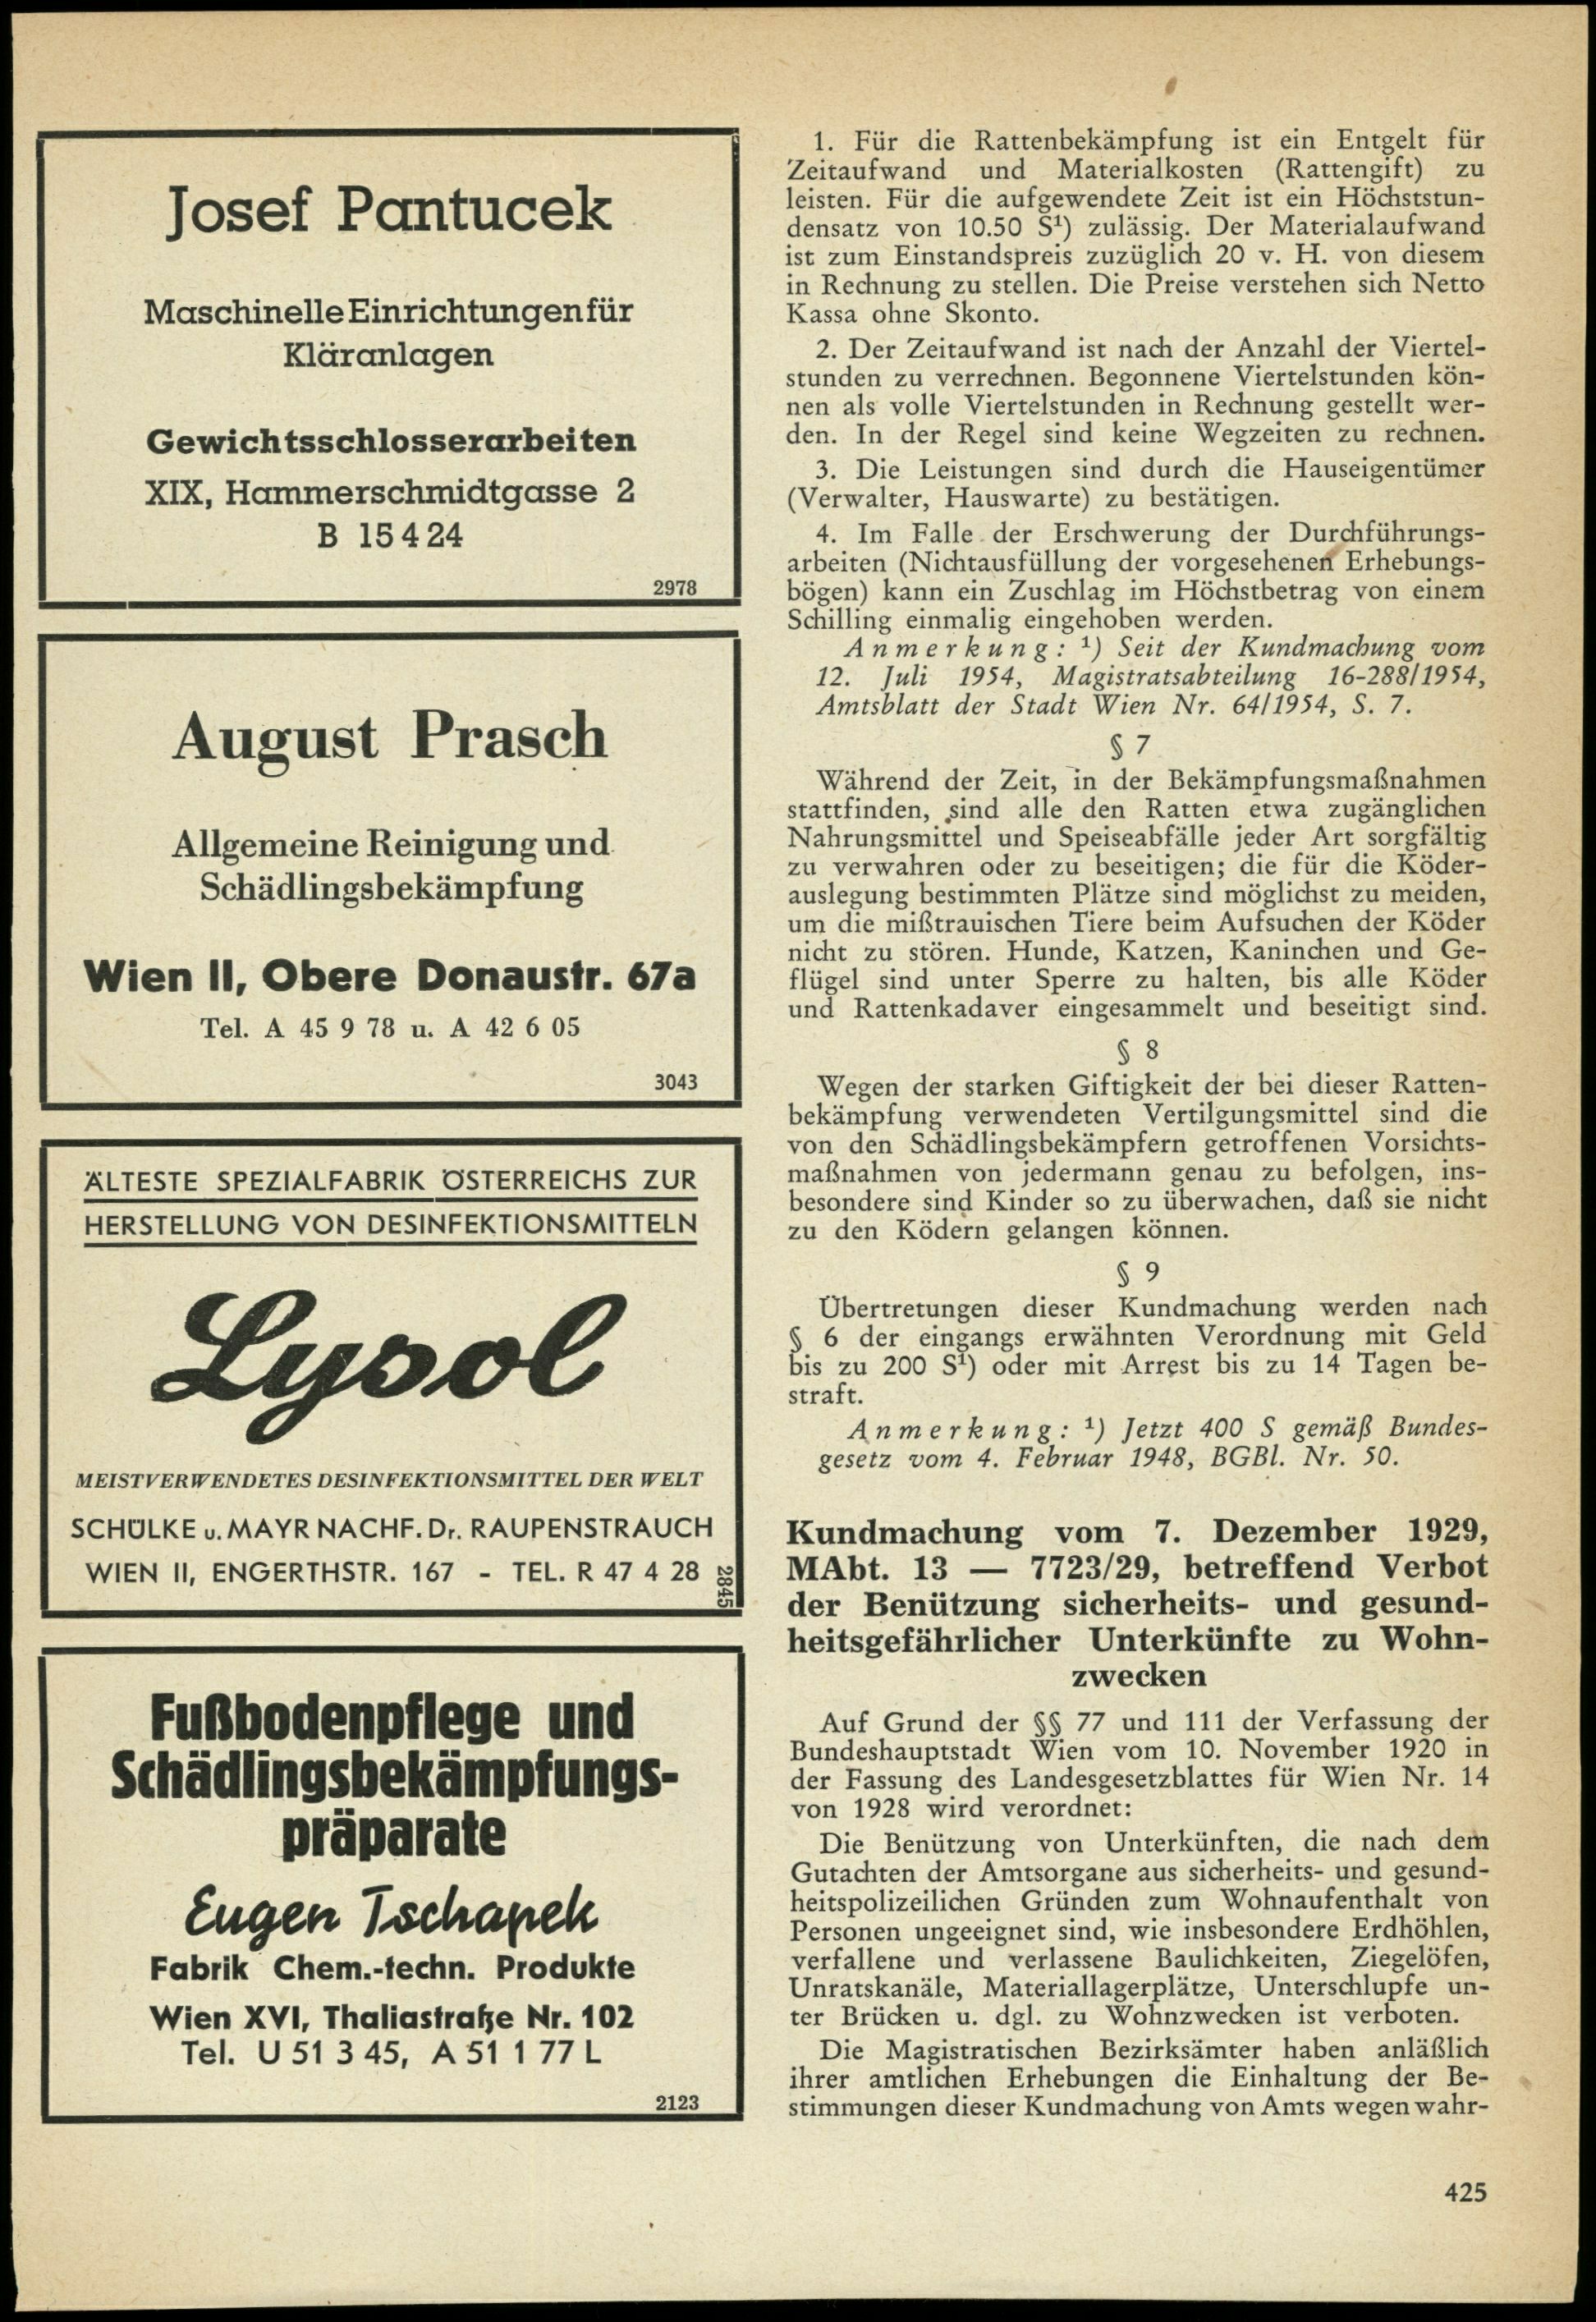 Josef Pantucek
Maschinelle Einrichtungen für
Kläranlagen
Gewichtsschlosserarbeiten
XIX, Hammerschmidtgasse 2
B 15 4 24
2978
August Prasch
Allgemeine Reinigung und
Schädlingsbekämpfung
Wien II, Obere Donaustr. 67a
Tel. A 45 9 78 u. A 42 6 05
3043
ÄLTESTE SPEZIALFABRIK ÖSTERREICHS ZUR
HERSTELLUNG VON DESINFEKTIONSMITTELN
Lysol
MEISTVERWENDETES DESINFEKTIONSMITTEL DER WELT
SCHÜLKE u. MAYR NACHF. Dr. RAUPENSTRAUCH
WIEN II, ENGERTHSTR. 167 - TEL. R 47 4 28
2845
Fußbodenpflege und
Schädlingsbekämpfungs-
präparate
Eugen Tschapek
Fabrik Chem.-techn. Produkte
Wien XVI, Thaliastraße Nr. 102
Tel. U 51 3 45, A 51 1 77 L
2123
1. Für die Rattenbekämpfung ist ein Entgelt für
Zeitaufwand und Materialkosten (Rattengift) zu
leisten. Für die aufgewendete Zeit ist ein Höchststun-
densatz von 10.50 S¹) zulässig. Der Materialaufwand
ist zum Einstandspreis zuzüglich 20 v. H. von diesem
in Rechnung zu stellen. Die Preise verstehen sich Netto
Kassa ohne Skonto.
2. Der Zeitaufwand ist nach der Anzahl der Viertel-
stunden zu verrechnen. Begonnene Viertelstunden kön-
nen als volle Viertelstunden in Rechnung gestellt wer-
den. In der Regel sind keine Wegzeiten zu rechnen.
3. Die Leistungen sind durch die Hauseigentümer
(Verwalter, Hauswarte) zu bestätigen.
4. Im Falle der Erschwerung der Durchführungs-
arbeiten (Nichtausfüllung der vorgesehenen Erhebungs-
bögen) kann ein Zuschlag im Höchstbetrag von einem
Schilling einmalig eingehoben werden.
Anmerkung: ¹) Seit der Kundmachung vom
12. Juli 1954, Magistratsabteilung 16-288/1954,
Amtsblatt der Stadt Wien Nr. 64/1954, S. 7.
§ 7
Während der Zeit, in der Bekämpfungsmaßnahmen
stattfinden, sind alle den Ratten etwa zugänglichen
Nahrungsmittel und Speiseabfälle jeder Art sorgfältig
zu verwahren oder zu beseitigen; die für die Köder-
auslegung bestimmten Plätze sind möglichst zu meiden,
um die mißtrauischen Tiere beim Aufsuchen der Köder
nicht zu stören. Hunde, Katzen, Kaninchen und Ge-
flügel sind unter Sperre zu halten, bis alle Köder
und Rattenkadaver eingesammelt und beseitigt sind.
§ 8
Wegen der starken Giftigkeit der bei dieser Ratten-
bekämpfung verwendeten Vertilgungsmittel sind die
von den Schädlingsbekämpfern getroffenen Vorsichts-
maßnahmen von jedermann genau zu befolgen, ins-
besondere sind Kinder so zu überwachen, daß sie nicht
zu den Ködern gelangen können.
§ 9
Übertretungen dieser Kundmachung werden nach
§ 6 der eingangs erwähnten Verordnung mit Geld
bis zu 200 S¹) oder mit Arrest bis zu 14 Tagen be-
straft.
Anmerkung: ¹) Jetzt 400 S gemäß Bundes-
gesetz vom 4. Februar 1948, BGBl. Nr. 50.
Kundmachung vom 7. Dezember 1929,
MAbt. 13 — 7723/29, betreffend Verbot
der Benützung sicherheits- und gesund-
heitsgefährlicher Unterkünfte zu Wohn-
zwecken
Auf Grund der §§ 77 und 111 der Verfassung der
Bundeshauptstadt Wien vom 10. November 1920 in
der Fassung des Landesgesetzblattes für Wien Nr. 14
von 1928 wird verordnet:
Die Benützung von Unterkünften, die nach dem
Gutachten der Amtsorgane aus sicherheits- und gesund-
heitspolizeilichen Gründen zum Wohnaufenthalt von
Personen ungeeignet sind, wie insbesondere Erdhöhlen,
verfallene und verlassene Baulichkeiten, Ziegelöfen,
Unratskanäle, Materiallagerplätze, Unterschlupfe un-
ter Brücken u. dgl. zu Wohnzwecken ist verboten.
Die Magistratischen Bezirksämter haben anläßlich
ihrer amtlichen Erhebungen die Einhaltung der Be-
stimmungen dieser Kundmachung von Amts wegen wahr-
425